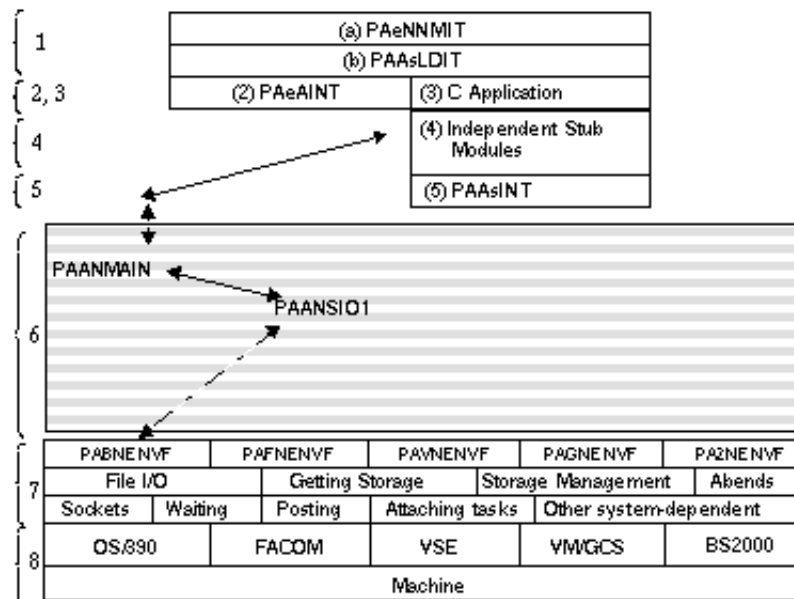 1
(a) PAeNNMIT
(b) PAAsLDIT
2, 3
(2) PAeAINT
(3) C Application
4
(4) Independent Stub
Modules
5
(5) PAAsINT
6
PAANMAIN
PAANSIO1
7
PABNENVF PAFNENVF PAVNENVF PAGNENVF PA2NENVF
File I/O Getting Storage Storage Management Abends
Sockets Waiting Posting Attaching tasks Other system-dependent
8
OS/390 FACOM VSE VM/GCS BS2000
Machine